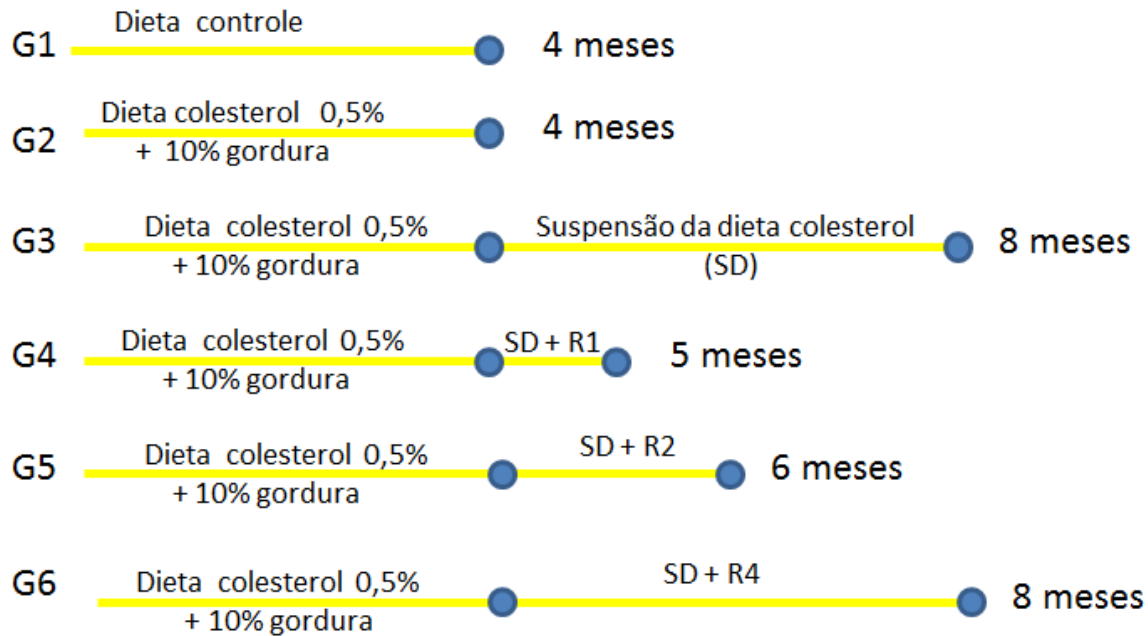 G1
Dieta controle
4 meses
G2
Dieta colesterol 0,5%
+ 10% gordura
4 meses
G3
Dieta colesterol 0,5%
+ 10% gordura
Suspensão da dieta colesterol
(SD)
8 meses
G4
Dieta colesterol 0,5%
+ 10% gordura
SD + R1
5 meses
G5
Dieta colesterol 0,5%
+ 10% gordura
SD + R2
6 meses
G6
Dieta colesterol 0,5%
+ 10% gordura
SD + R4
8 meses